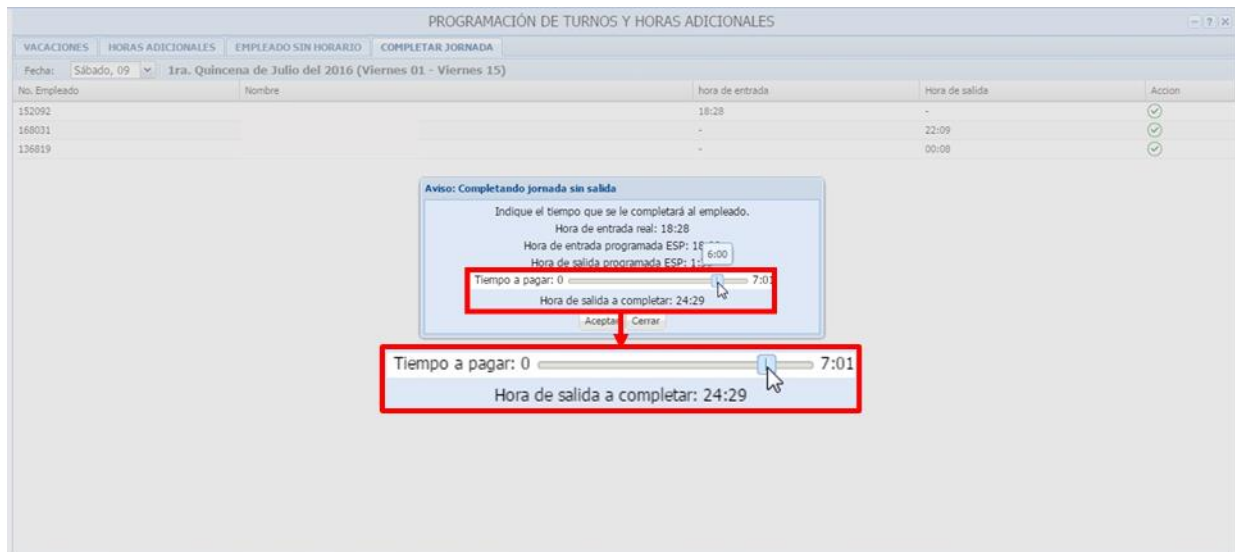 PROGRAMACIÓN DE TURNOS Y HORAS ADICIONALES
VACACIONES HORAS ADICIONALES EMPLEADO SIN HORARIO COMPLETAR JORNADA
Fecha: Sábado, 09 1ra. Quincena de Julio del 2016 (Viernes 01 - Viernes 15)
No. Empleado Nombre hora de entrada Hora de salida Accion
152092 18:28 -
168031 - 22:09
136819 - 00:08
Aviso: Completando jornada sin salida
Indique el tiempo que se le completará al empleado.
Hora de entrada real: 18:28
Hora de entrada programada ESP:
6:00
Hora de salida programada ESP:
Tiempo a pagar: 0 7:01
Hora de salida a completar: 24:29
Aceptar Cerrar
Tiempo a pagar: 0 7:01
Hora de salida a completar: 24:29